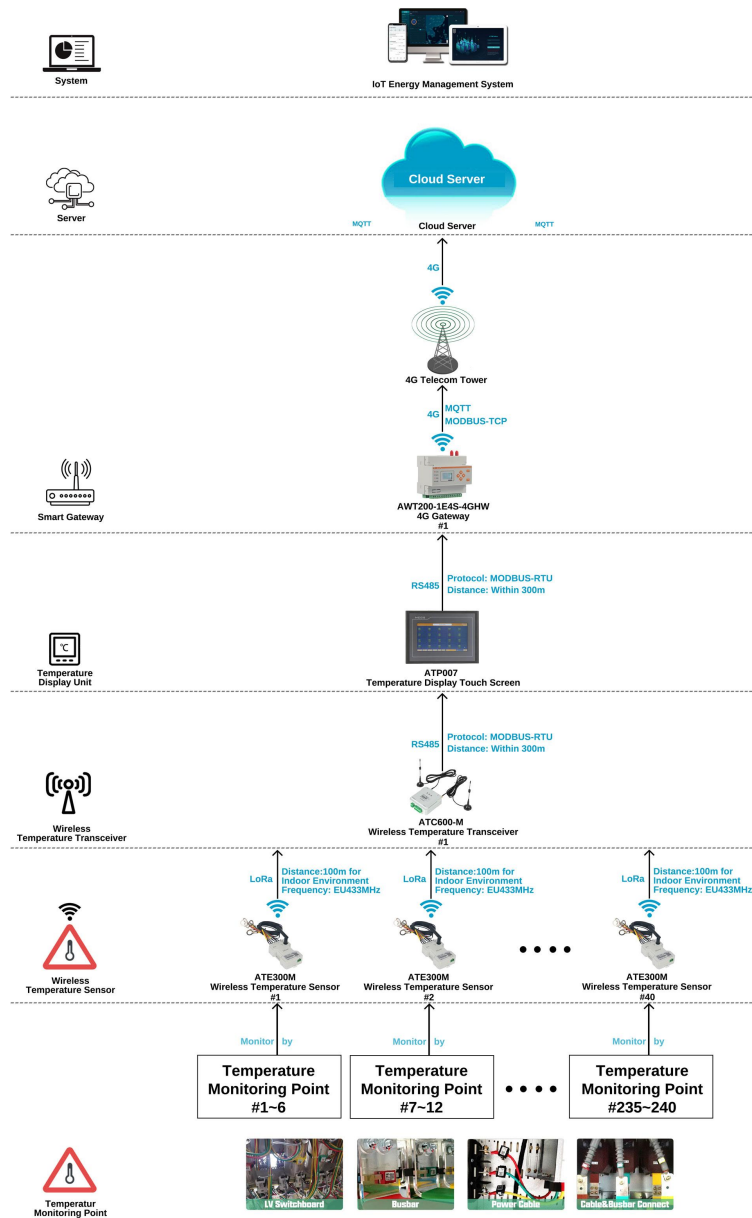 System
IoT Energy Management System
Cloud Server
Server
MQTT
Cloud Server
MQTT
4G
4G Telecom Tower
4G
MQTT
MODBUS-TCP
Smart Gateway
AWT200-1E4S-4GHW
4G Gateway
#1
RS485
Protocol: MODBUS-RTU
Distance: Within 300m
℃
Temperature
Display Unit
ATP007
Temperature Display Touch Screen
RS485
Protocol: MODBUS-RTU
Distance: Within 300m
Wireless
Temperature Transceiver
ATC600-M
Wireless Temperature Transceiver
#1
LoRa
Distance:100m for
Indoor Environment
Frequency: EU433MHz
LoRa
Distance:100m for
Indoor Environment
Frequency: EU433MHz
LoRa
Distance:100m for
Indoor Environment
Frequency: EU433MHz
Wireless
Temperature Sensor
ATE300M
Wireless Temperature Sensor
#1
ATE300M
Wireless Temperature Sensor
#2
ATE300M
Wireless Temperature Sensor
#40
Monitor by
Monitor by
Monitor by
Temperature
Monitoring Point
#1~6
Temperature
Monitoring Point
#7~12
Temperature
Monitoring Point
#235~240
Temperatur
Monitoring Point
LV Switchboard
Busbar
Power Cable
Cable&Busbar Connect